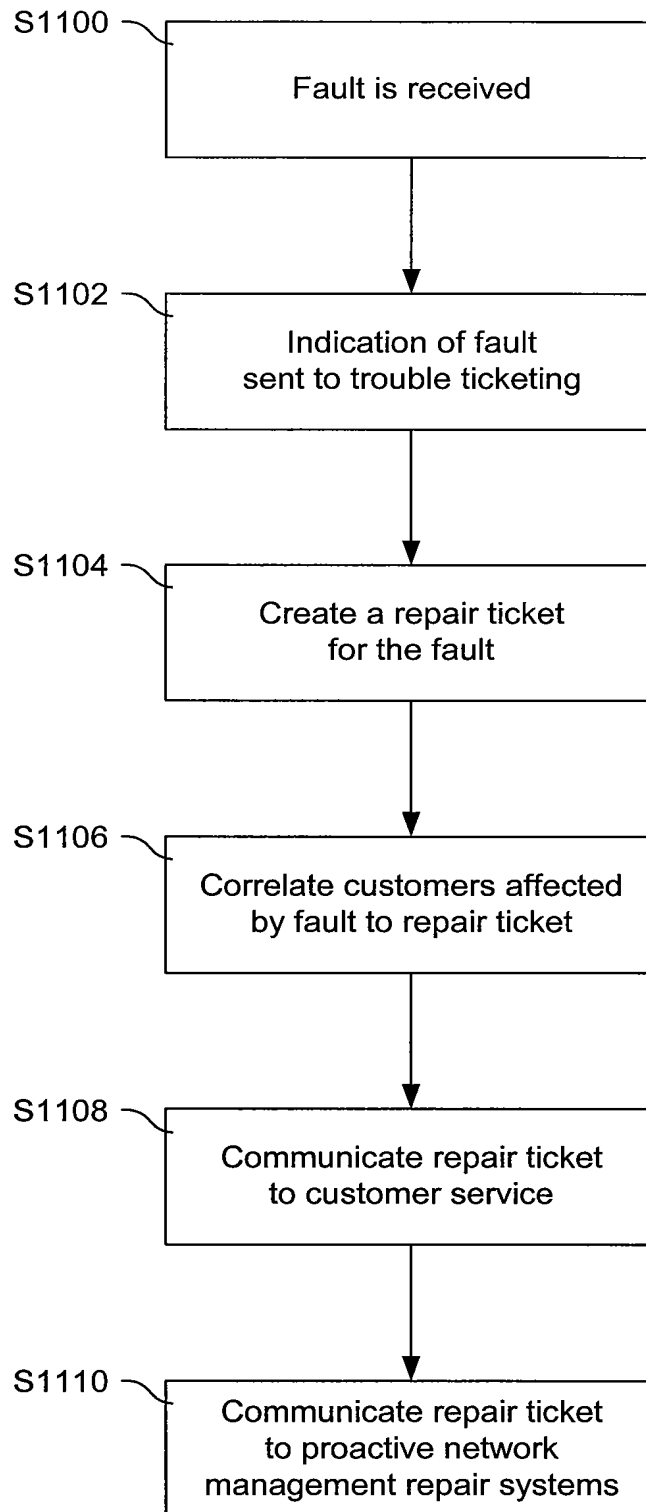 S1100
Fault is received
S1102
Indication of fault
sent to trouble ticketing
S1104
Create a repair ticket
for the fault
S1106
Correlate customers affected
by fault to repair ticket
S1108
Communicate repair ticket
to customer service
S1110
Communicate repair ticket
to proactive network
management repair systems